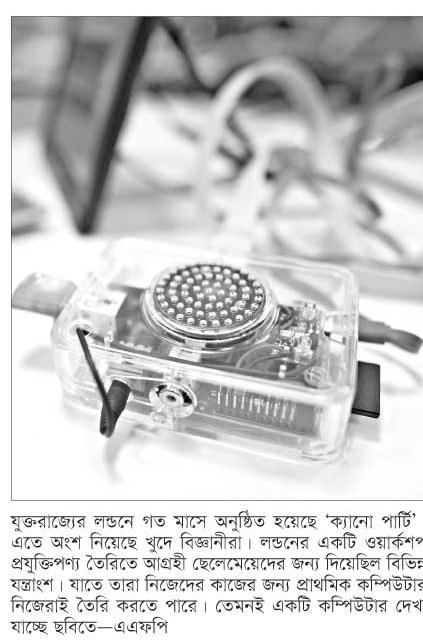 যুক্তরাজ্যের লন্ডনে গত মাসে অনুষ্ঠিত হয়েছে ‘ক্যানো পার্টি’
এতে অংশ নিয়েছে খুদে বিজ্ঞানীরা। লন্ডনের একটি ওয়ার্কশপ
প্রযুক্তিপণ্য তৈরিতে আগ্রহী ছেলেমেয়েদের জন্য দিয়েছিল বিভিন্ন
যন্ত্রাংশ। যাতে তারা নিজেদের কাজের জন্য প্রাথমিক কম্পিউটার
নিজেরাই তৈরি করতে পারে। তেমনই একটি কম্পিউটার দেখ
যাচ্ছে ছবিতে—এএফপি